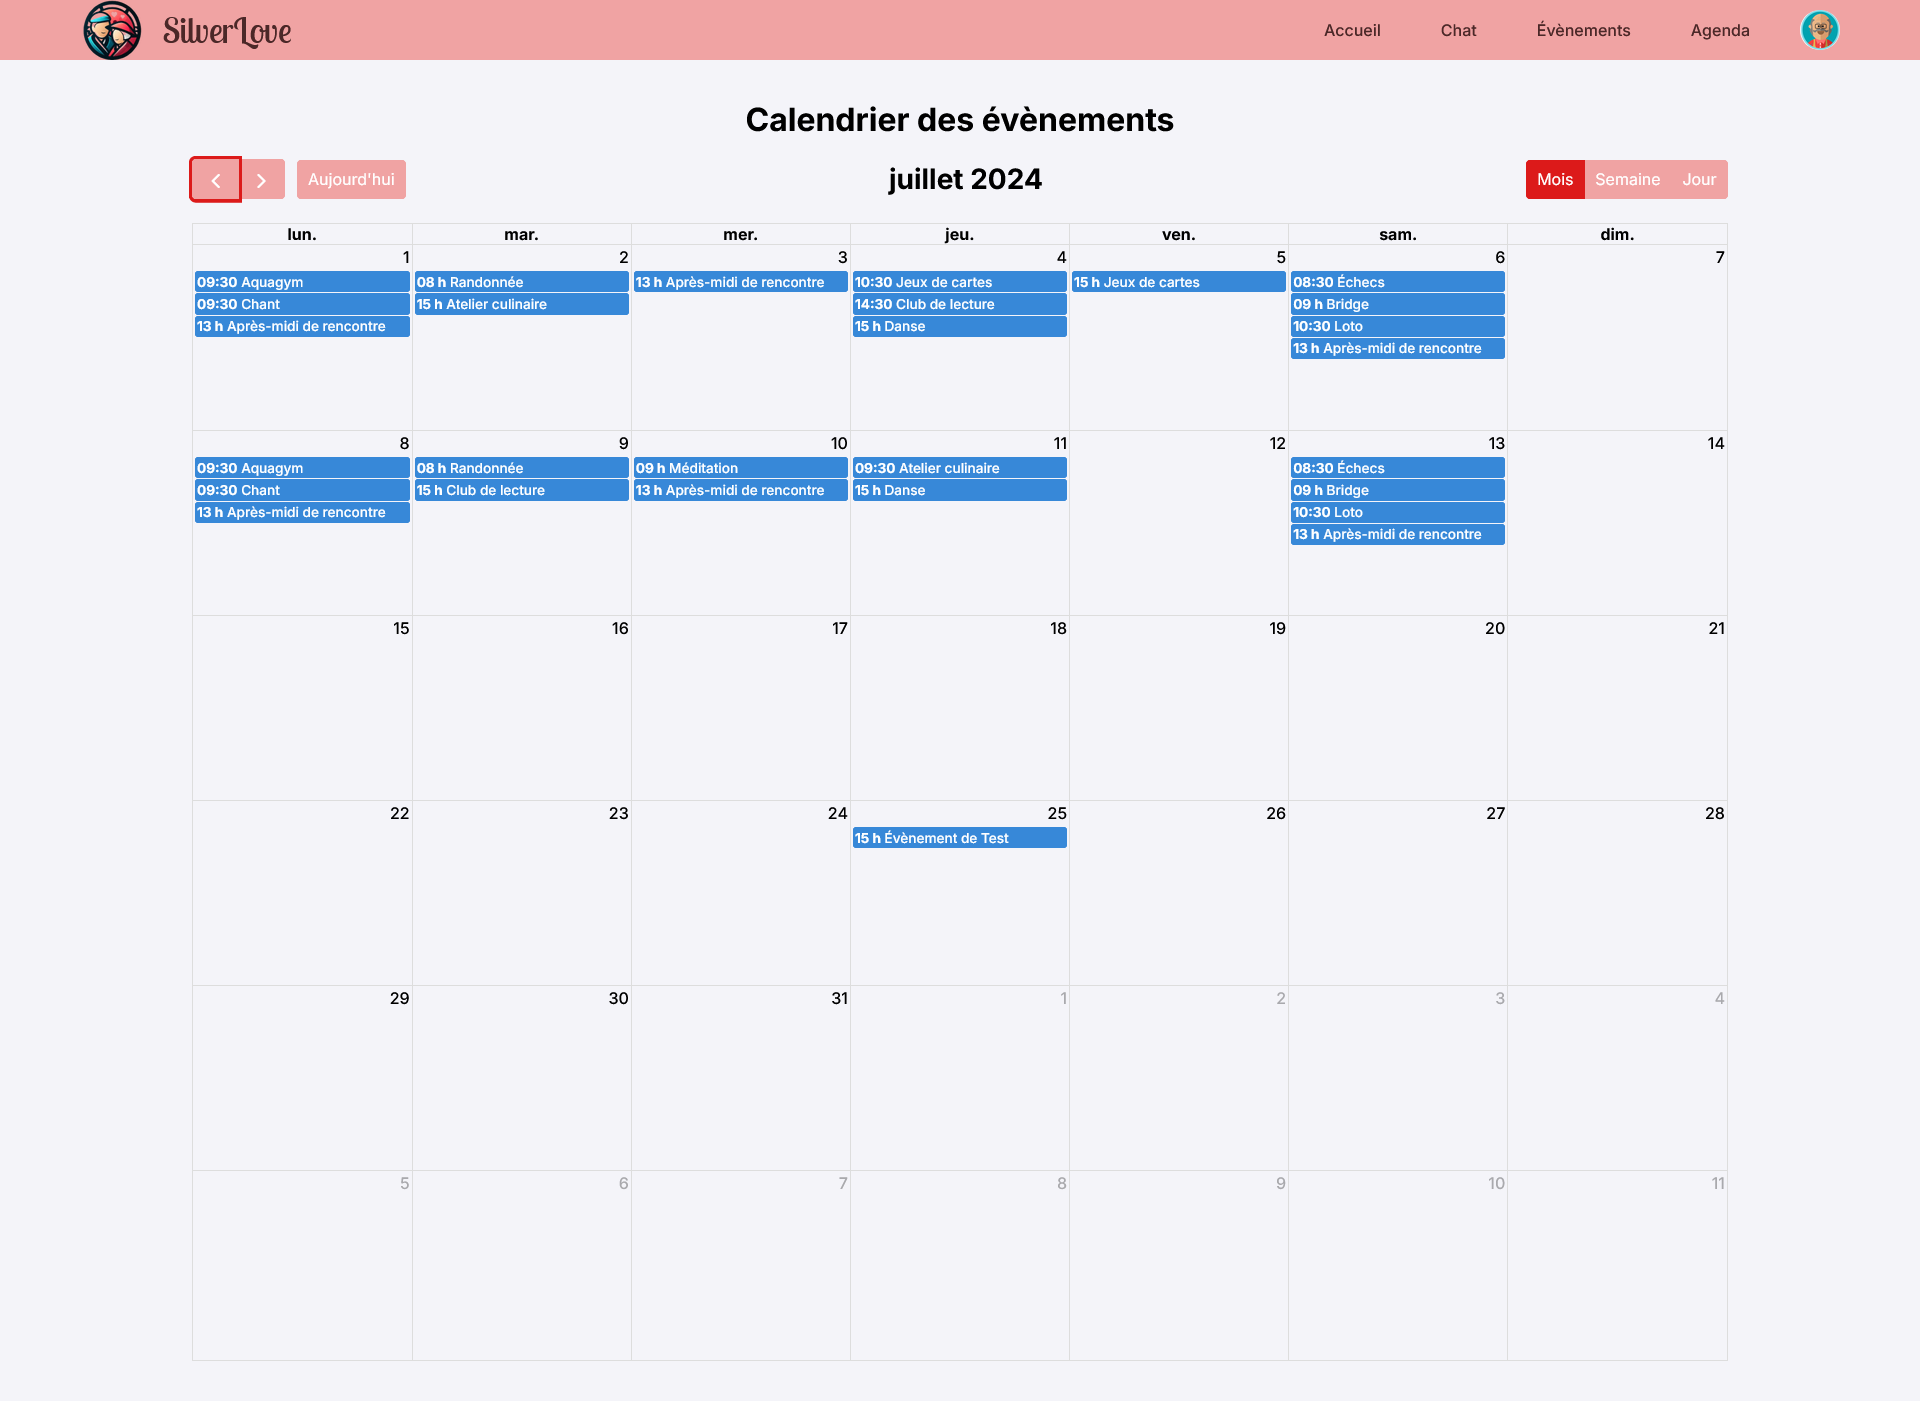 SilverLove
Accueil Chat Évènements Agenda
Calendrier des évènements
Aujourd'hui
juillet 2024
Mois Semaine Jour
lun. mar. mer. jeu. ven. sam. dim.
1
09:30 Aquagym
09:30 Chant
13 h Après-midi de rencontre
2
08 h Randonnée
15 h Atelier culinaire
3
13 h Après-midi de rencontre
4
10:30 Jeux de cartes
14:30 Club de lecture
15 h Danse
5
15 h Jeux de cartes
6
08:30 Échecs
09 h Bridge
10:30 Loto
13 h Après-midi de rencontre
7
8
09:30 Aquagym
09:30 Chant
13 h Après-midi de rencontre
9
08 h Randonnée
15 h Club de lecture
10
09 h Méditation
13 h Après-midi de rencontre
11
09:30 Atelier culinaire
15 h Danse
12
13
08:30 Échecs
09 h Bridge
10:30 Loto
13 h Après-midi de rencontre
14
15 16 17 18 19 20 21
22 23 24 25 26 27 28
15 h Évènement de Test
29 30 31 1 2 3 4
5 6 7 8 9 10 11